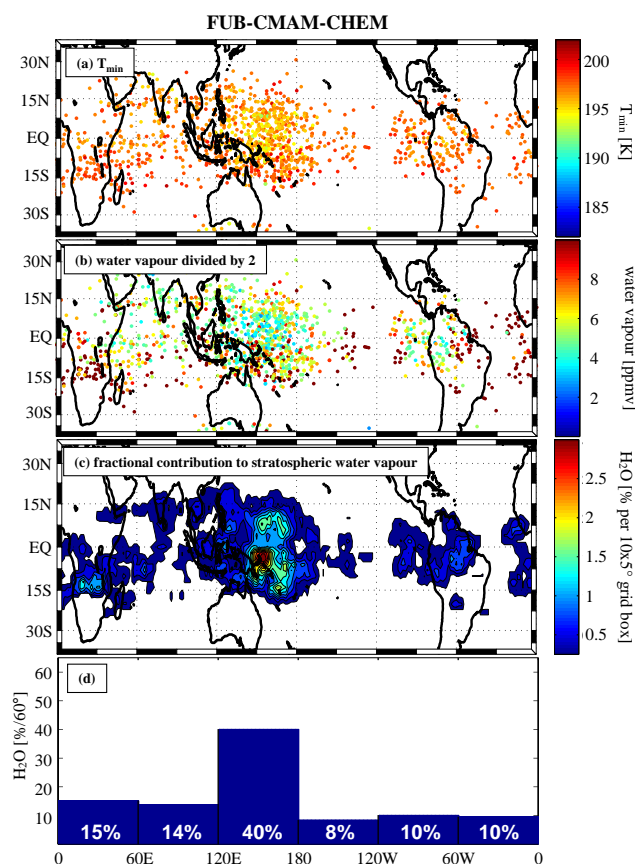 FUB-CMAM-CHEM
(a) Tmin
30N
15N
EQ
15S
30S
200
195
190
185
Tmin [K]
(b) water vapour divided by 2
30N
15N
EQ
15S
30S
8
6
4
2
water vapour [ppmv]
(c) fractional contribution to stratospheric water vapour
30N
15N
EQ
15S
30S
2.5
2
1.5
1
0.5
H2O [% per 10x5° grid box]
(d)
H2O [%/60°]
60
50
40
30
20
10
15% 14% 40% 8% 10% 10%
0 60E 120E 180 120W 60W 0